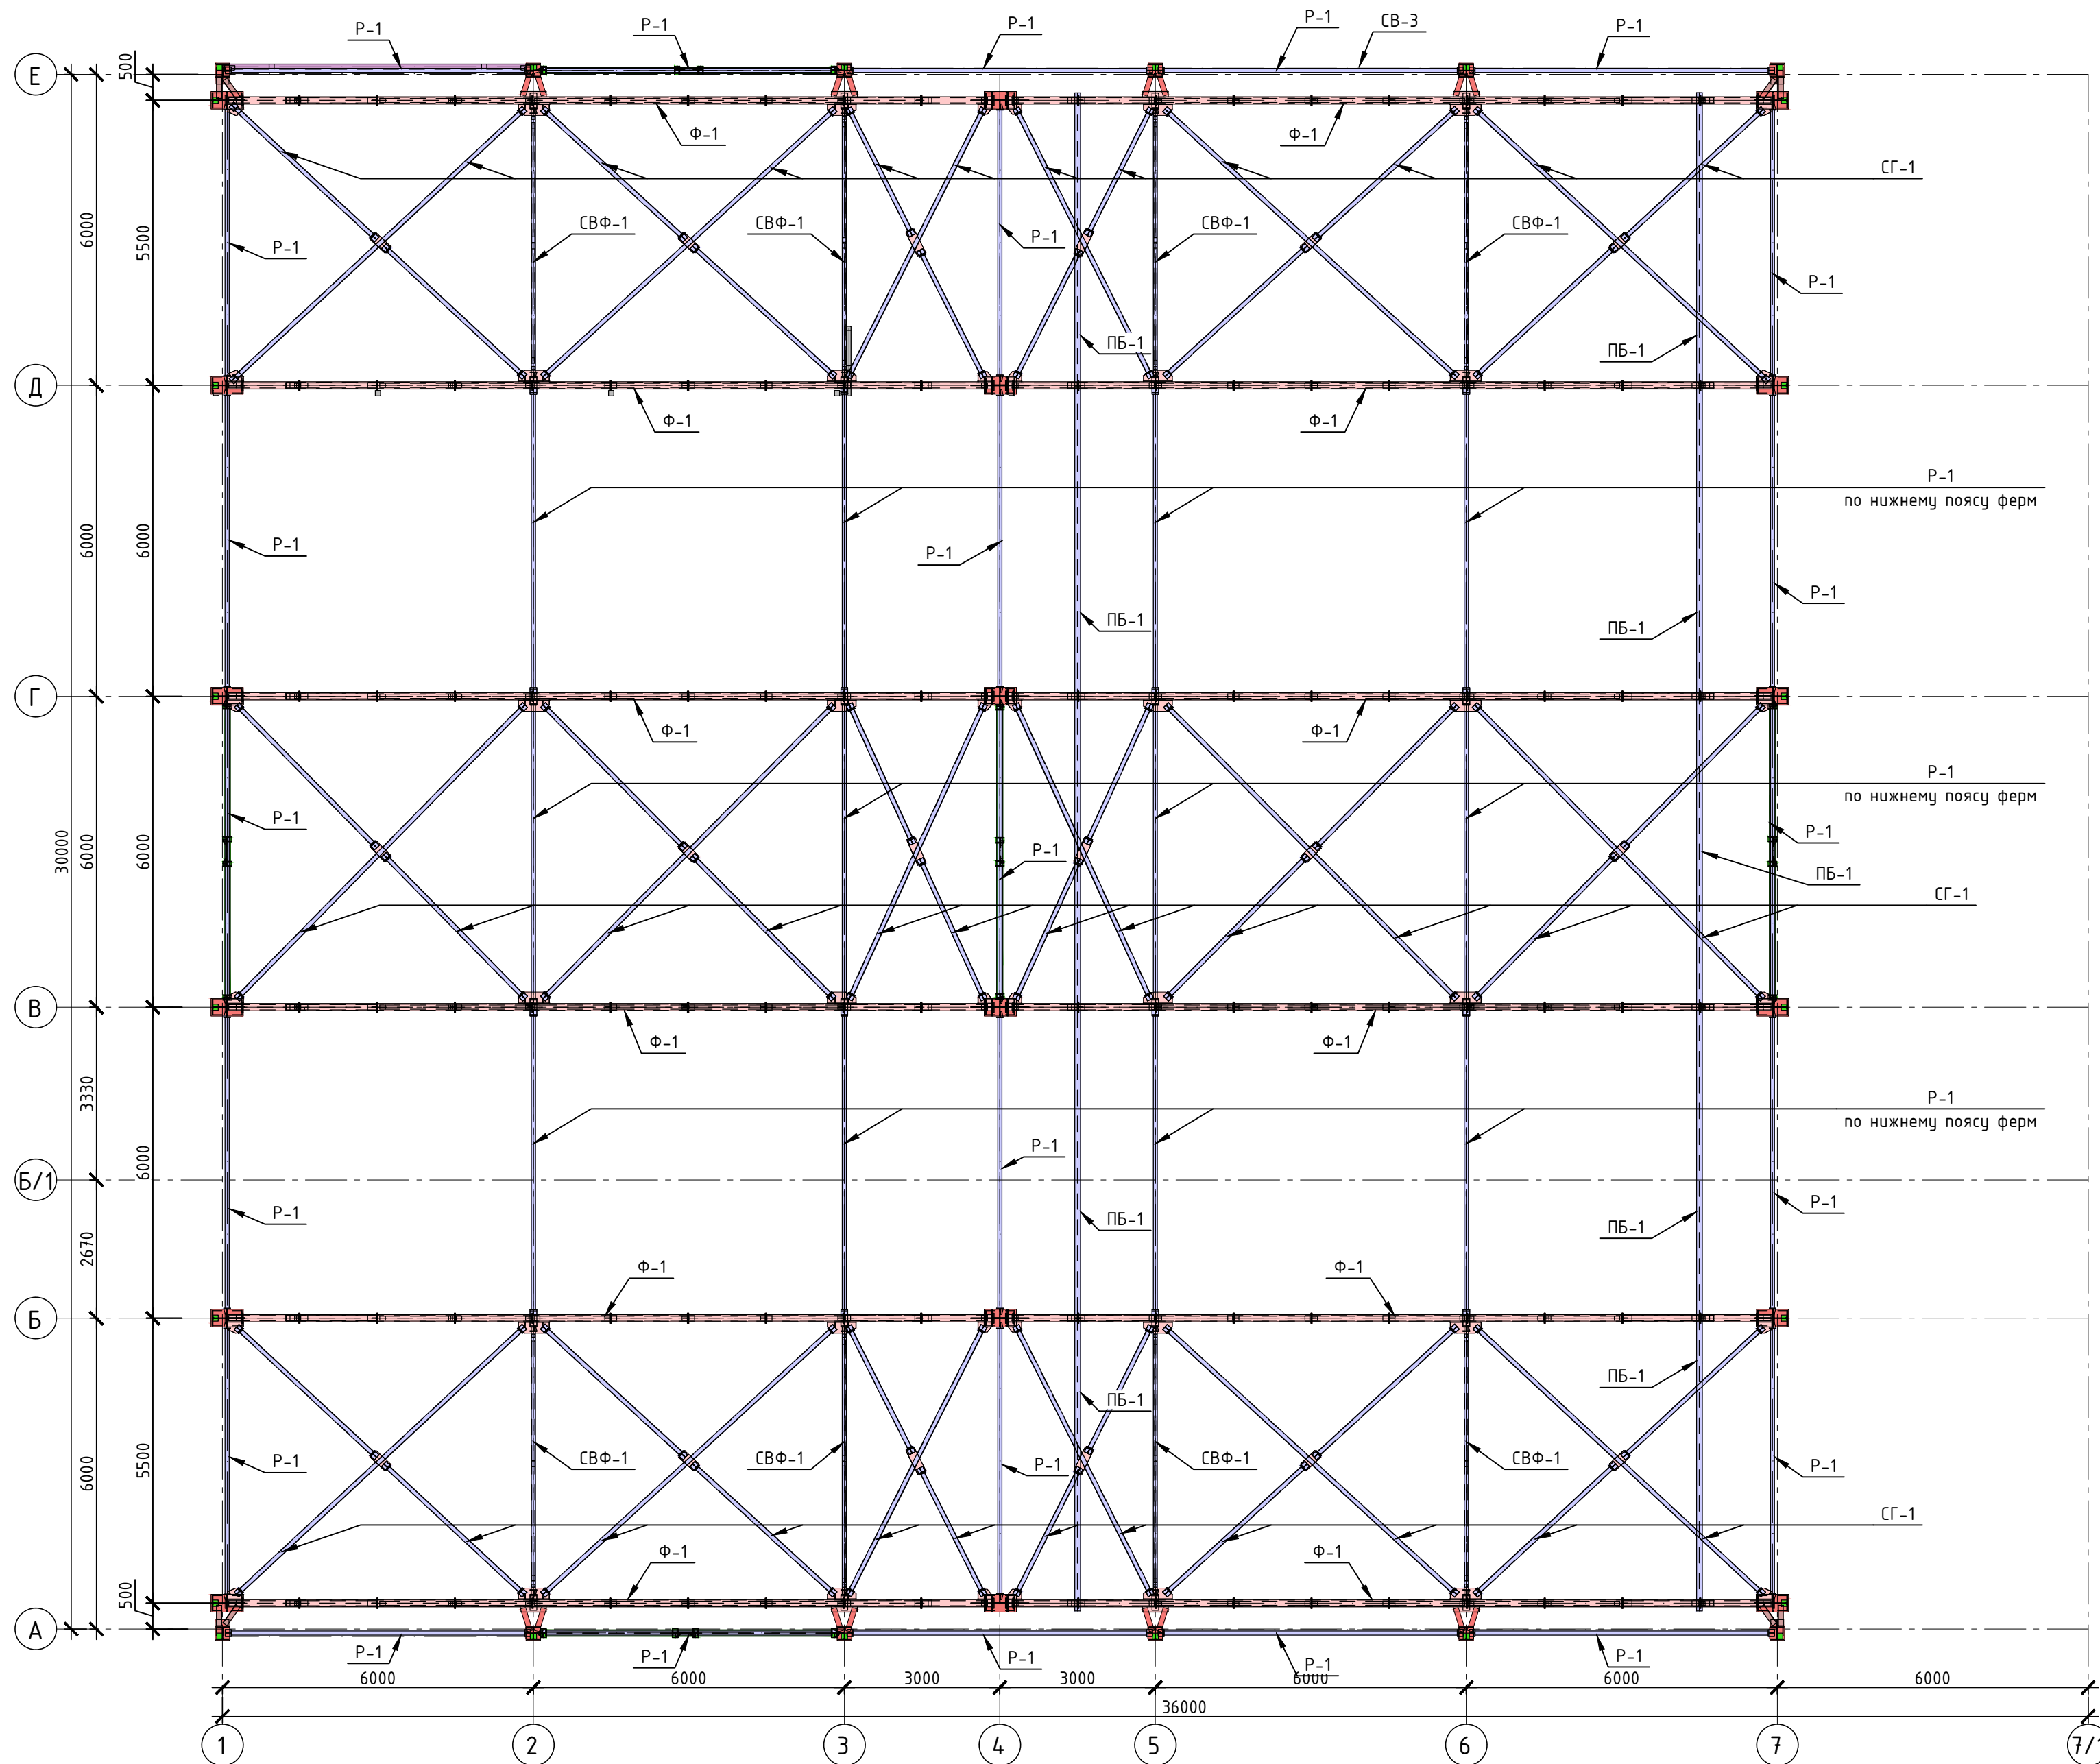 Р-1
Р-1
Р-1
Р-1
СВ-3
Р-1
Е
500
Ф-1
Ф-1
СГ-1
6000
5500
Р-1
СВФ-1
СВФ-1
Р-1
СВФ-1
СВФ-1
Р-1
ПБ-1
ПБ-1
Д
Ф-1
Ф-1
Р-1
по нижнему поясу ферм
6000
6000
Р-1
Р-1
Р-1
ПБ-1
ПБ-1
Г
Ф-1
Ф-1
Р-1
по нижнему поясу ферм
30000
6000
6000
Р-1
Р-1
Р-1
ПБ-1
СГ-1
В
Ф-1
Ф-1
3330
Р-1
по нижнему поясу ферм
6000
Р-1
Б/1
Р-1
Р-1
ПБ-1
ПБ-1
2670
Ф-1
Ф-1
Б
ПБ-1
ПБ-1
6000
5500
Р-1
СВФ-1
СВФ-1
Р-1
СВФ-1
СВФ-1
Р-1
СГ-1
Ф-1
Ф-1
500
А
Р-1
Р-1
Р-1
Р-1
Р-1
6000
6000
3000
3000
6000
6000
6000
36000
1
2
3
4
5
6
7